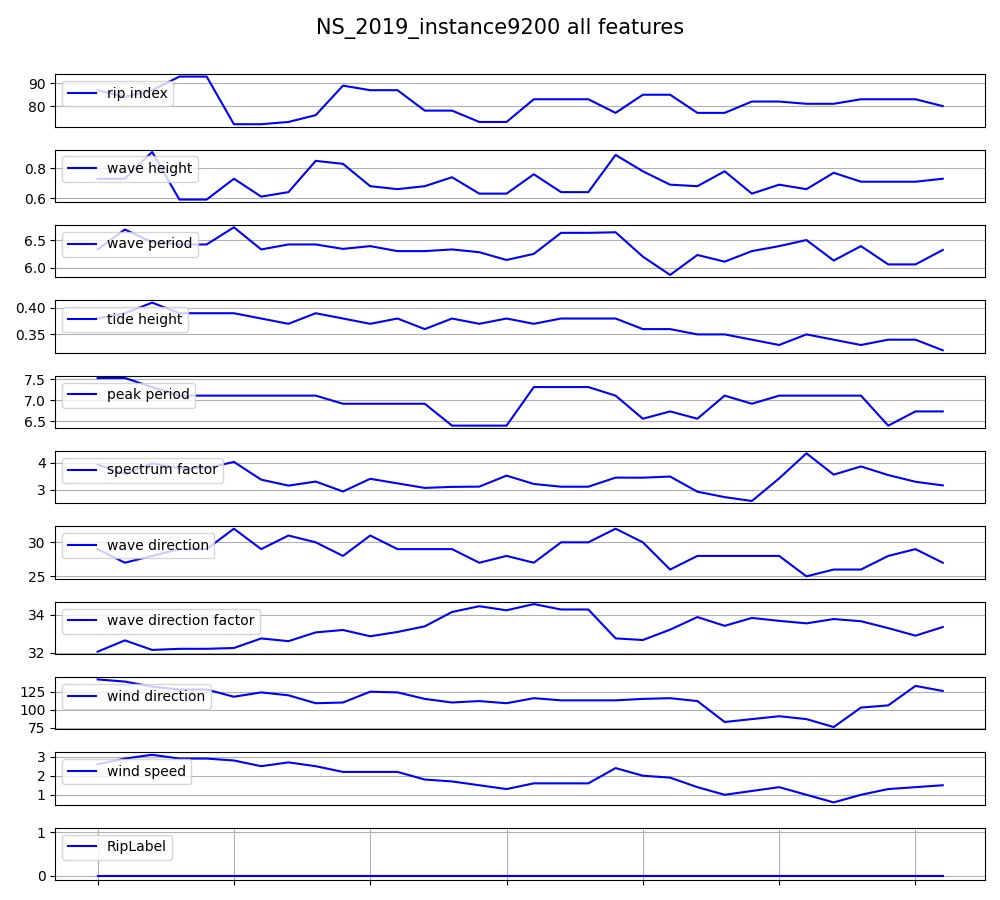 NS_2019_instance9200 all features
90
80
rip index
0.8
0.6
wave height
6.5
6.0
wave period
0.40
0.35
tide height
7.5
7.0
6.5
peak period
4
3
spectrum factor
30
25
wave direction
34
32
wave direction factor
125
100
75
wind direction
3
2
1
wind speed
1
0
RipLabel